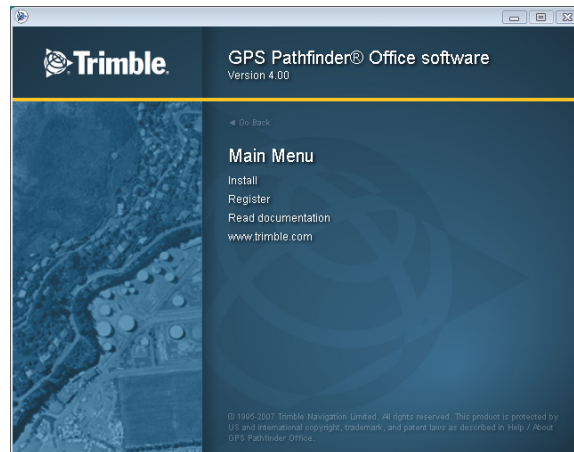 Trimble.
GPS Pathfinder® Office software
Version 4.00
◄ Go Back
Main Menu
Install
Register
Read documentation
www.trimble.com
© 1995-2007 Trimble Navigation Limited. All rights reserved. This product is protected by
US and international copyright, trademark, and patent laws as described in Help / About
GPS Pathfinder Office.